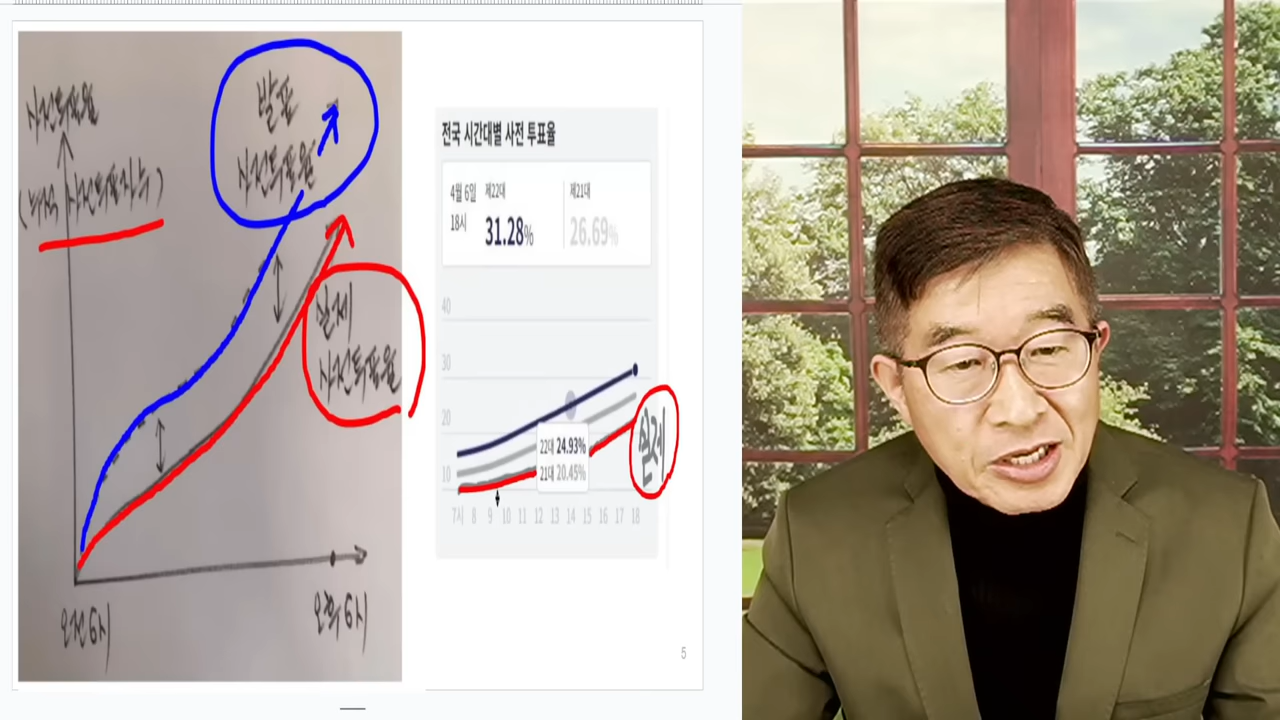 사전투표율
(누적 사전투표자수)
발표
사전투표율
실제
사전투표율
오전 6시
오후 6시
전국 시간대별 사전 투표율
4월 6일
18시
제22대
31.28%
제21대
26.69%
40
30
20
10
22대 24.93%
21대 20.45%
실제
7시 8 9 10 11 12 13 14 15 16 17 18
5